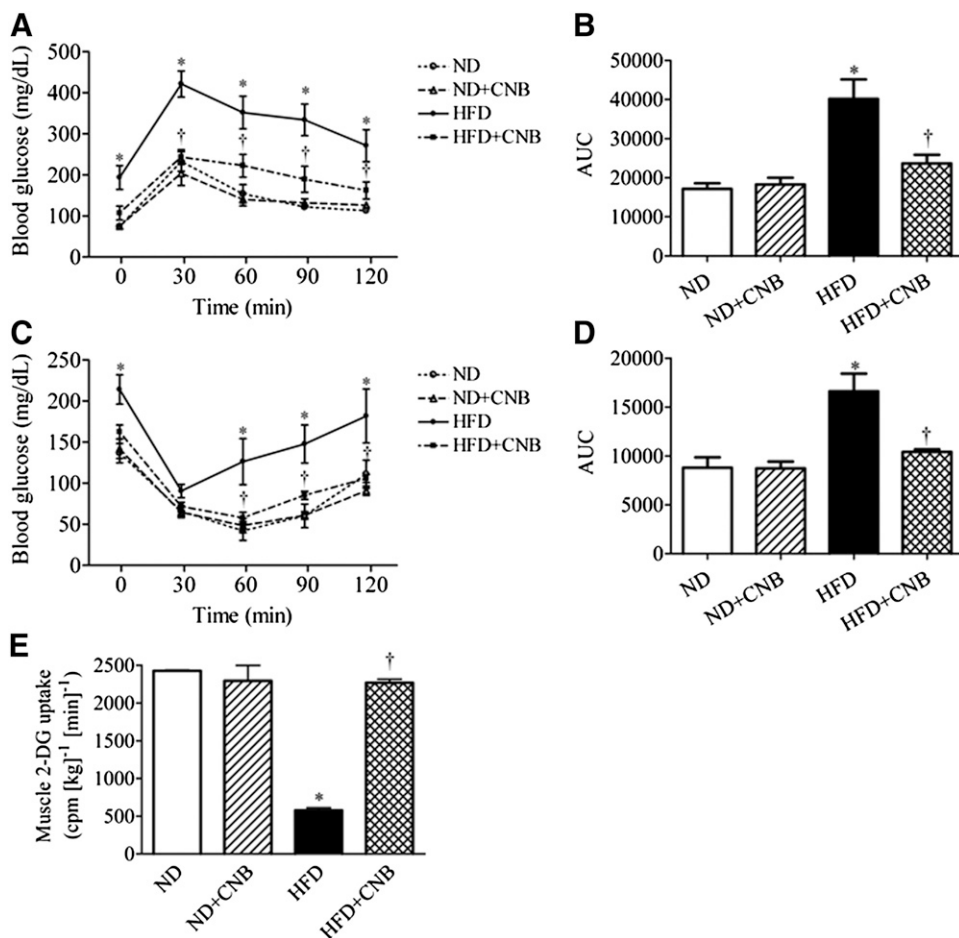 A
Blood glucose (mg/dL)
500
400
300
200
100
0
* * * * *
† † † †
0 30 60 90 120
Time (min)
ND
ND+CNB
HFD
HFD+CNB
B
AUC
50000
40000
30000
20000
10000
0
*
†
ND ND+CNB HFD HFD+CNB
C
Blood glucose (mg/dL)
250
200
150
100
50
0
* * * *
† † †
0 30 60 90 120
Time (min)
ND
ND+CNB
HFD
HFD+CNB
D
AUC
20000
15000
10000
5000
0
*
†
ND ND+CNB HFD HFD+CNB
E
Muscle 2-DG uptake
(cpm [kg]⁻¹ [min]⁻¹
2500
2000
1500
1000
500
0
*
†
ND ND+CNB HFD HFD+CNB